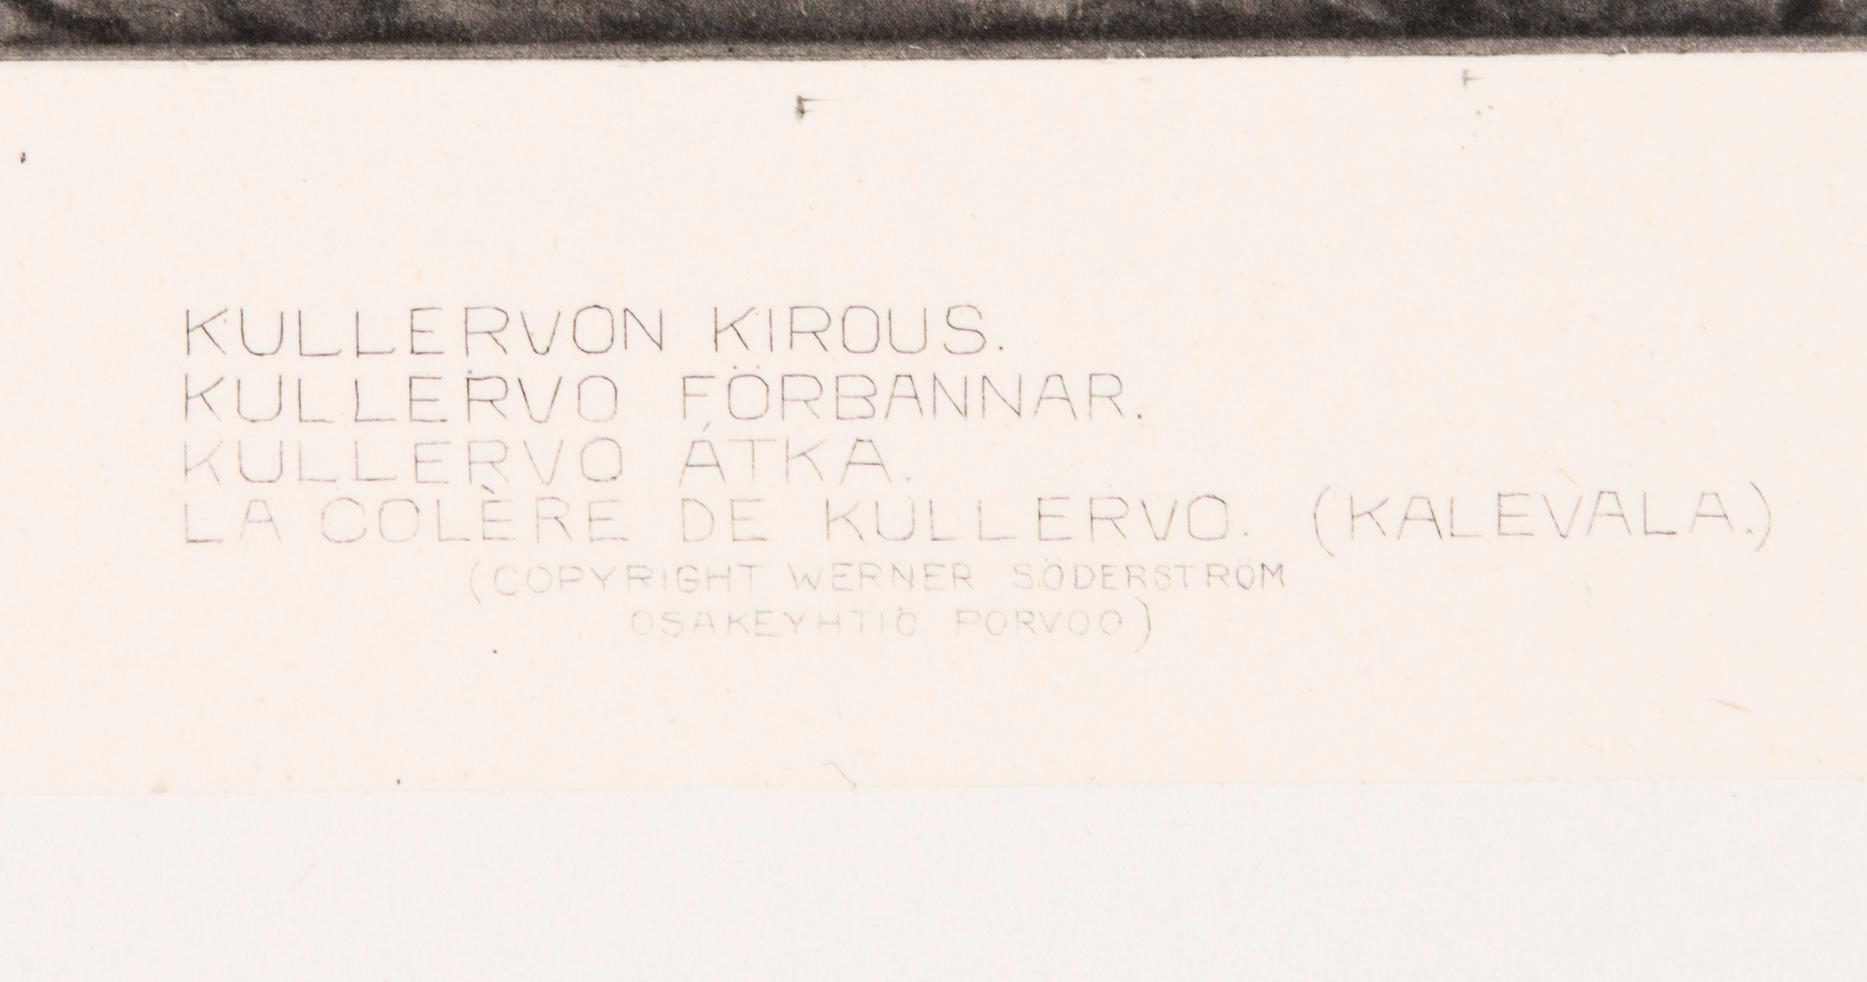 KULLERVON KIROUS.
KULLERVO FÖRBANNAR.
KULLERVO ÁTKA.
LA COLÈRE DE KULLERVO. (KALEVALA.)
(COPYRIGHT WERNER SÖDERSTRÖM
OSAKEYHTIÖ PORVOO)